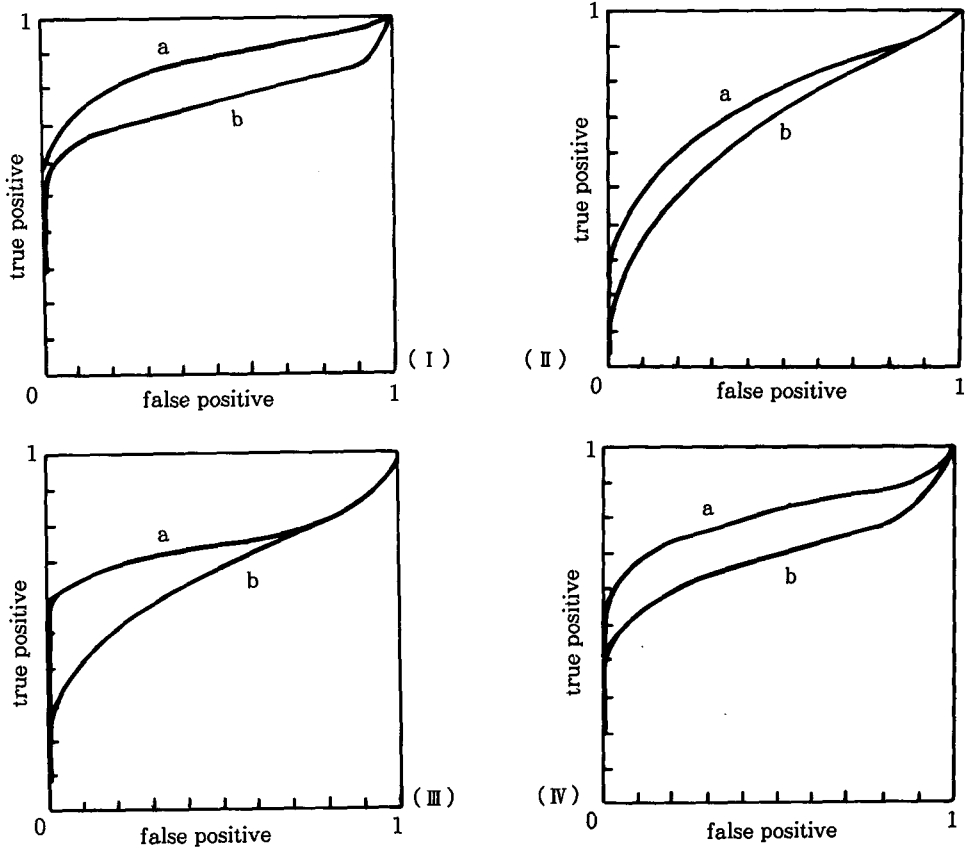 1
a
b
true positive
0
false positive
1
(Ⅰ)
1
a
b
true positive
0
false positive
1
(Ⅱ)
1
a
b
true positive
0
false positive
1
(Ⅲ)
1
a
b
true positive
0
false positive
1
(Ⅳ)